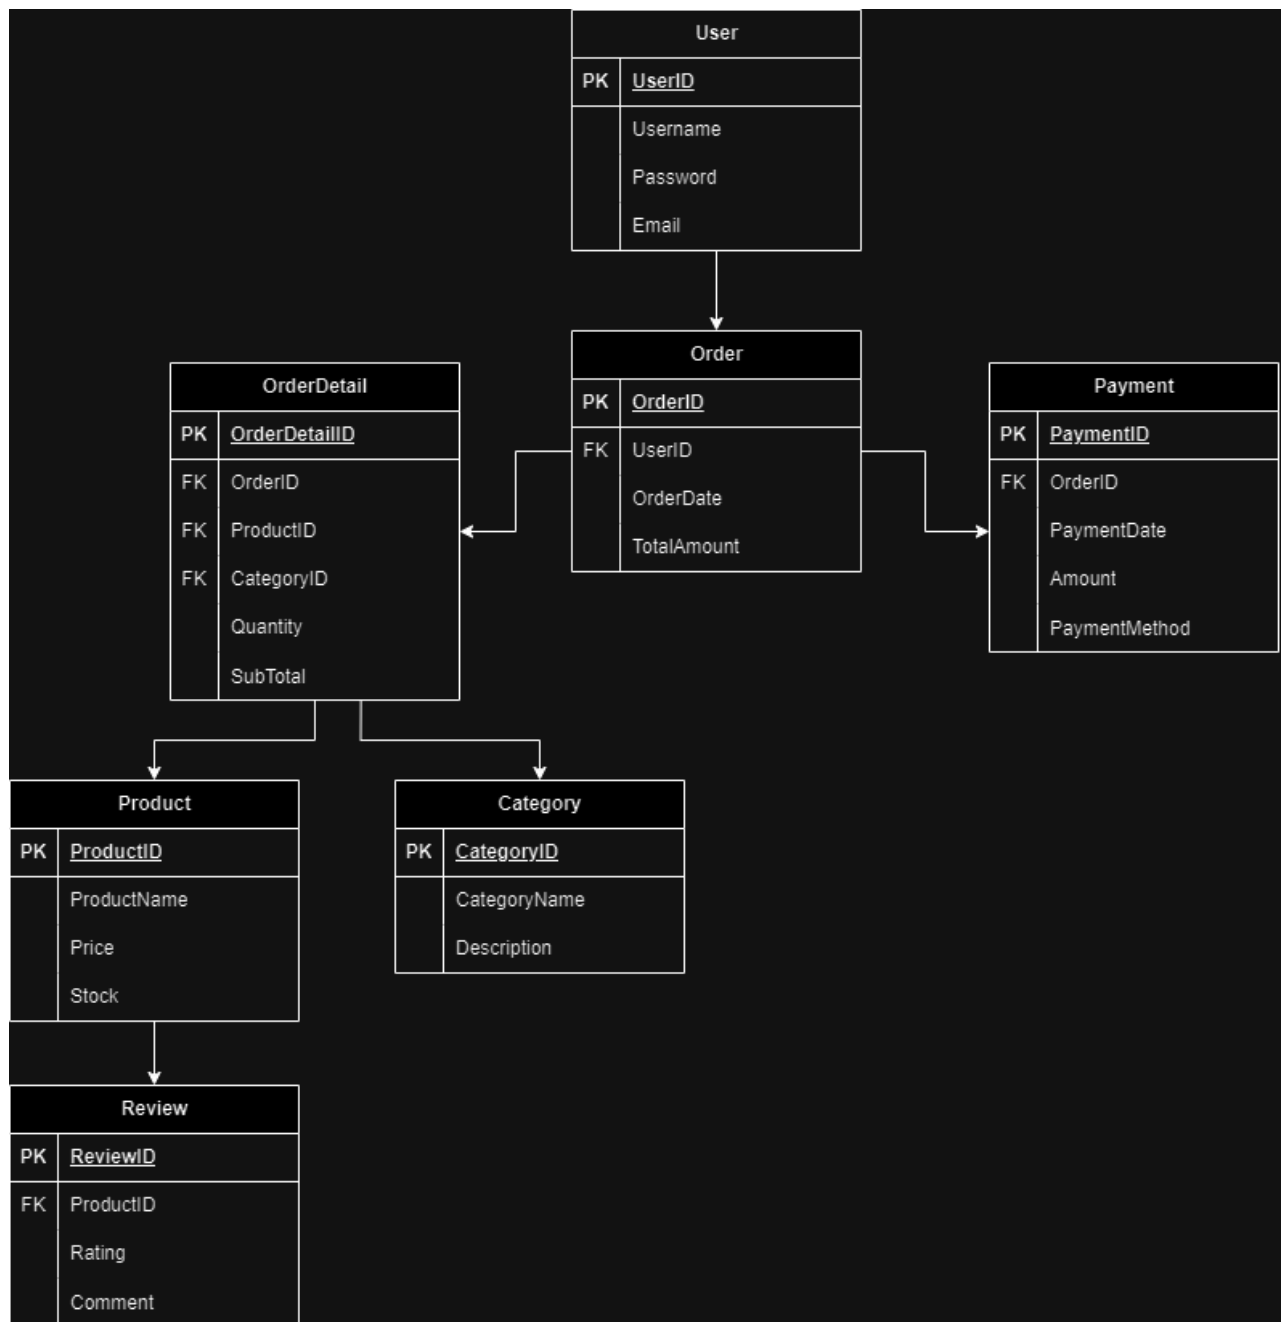 User
PK UserID
Username
Password
Email
Order
PK OrderID
FK UserID
OrderDate
TotalAmount
OrderDetail
PK OrderDetailID
FK OrderID
FK ProductID
FK CategoryID
Quantity
SubTotal
Payment
PK PaymentID
FK OrderID
PaymentDate
Amount
PaymentMethod
Product
PK ProductID
ProductName
Price
Stock
Category
PK CategoryID
CategoryName
Description
Review
PK ReviewID
FK ProductID
Rating
Comment